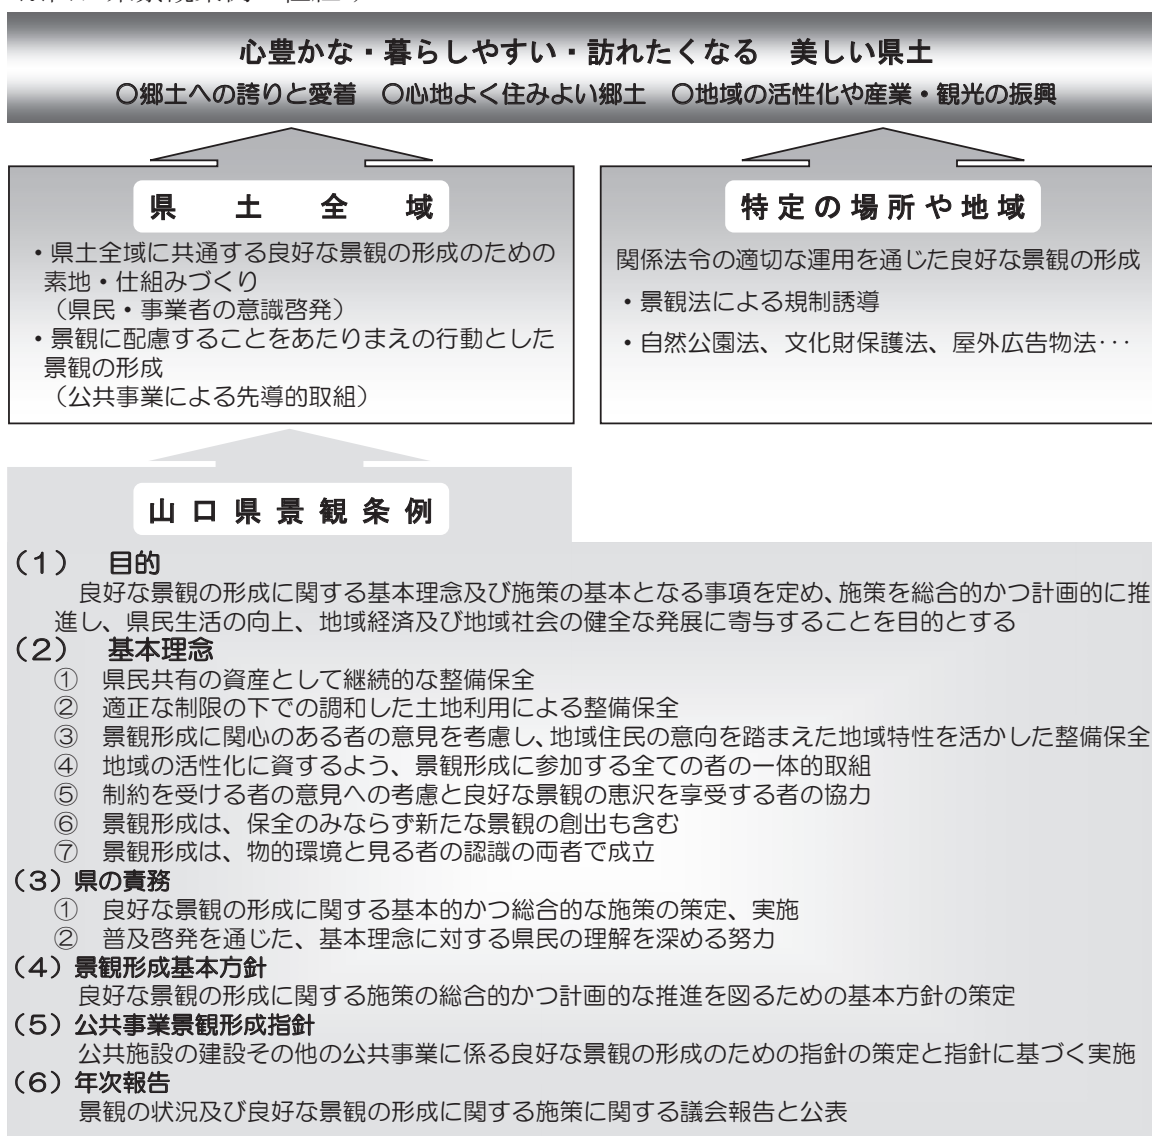 心豊かな・暮らしやすい・訪れたくなる　美しい県土
○郷土への誇りと愛着　○心地よく住みよい郷土　○地域の活性化や産業・観光の振興
県土全域
・県土全域に共通する良好な景観の形成のための
素地・仕組みづくり
（県民・事業者の意識啓発）
・景観に配慮することをあたりまえの行動とした
景観の形成
（公共事業による先導的取組）
特定の場所や地域
関係法令の適切な運用を通じた良好な景観の形成
・景観法による規制誘導
・自然公園法、文化財保護法、屋外広告物法･･･
山口県景観条例
（１）　目的
良好な景観の形成に関する基本理念及び施策の基本となる事項を定め、施策を総合的かつ計画的に推
進し、県民生活の向上、地域経済及び地域社会の健全な発展に寄与することを目的とする
（２）　基本理念
①　県民共有の資産として継続的な整備保全
②　適正な制限の下での調和した土地利用による整備保全
③　景観形成に関心のある者の意見を考慮し、地域住民の意向を踏まえた地域特性を活かした整備保全
④　地域の活性化に資するよう、景観形成に参加する全ての者の一体的取組
⑤　制約を受ける者の意見への考慮と良好な景観の恵沢を享受する者の協力
⑥　景観形成は、保全のみならず新たな景観の創出も含む
⑦　景観形成は、物的環境と見る者の認識の両者で成立
（３）県の責務
①　良好な景観の形成に関する基本的かつ総合的な施策の策定、実施
②　普及啓発を通じた、基本理念に対する県民の理解を深める努力
（４）景観形成基本方針
良好な景観の形成に関する施策の総合的かつ計画的な推進を図るための基本方針の策定
（５）公共事業景観形成指針
公共施設の建設その他の公共事業に係る良好な景観の形成のための指針の策定と指針に基づく実施
（６）年次報告
景観の状況及び良好な景観の形成に関する施策に関する議会報告と公表